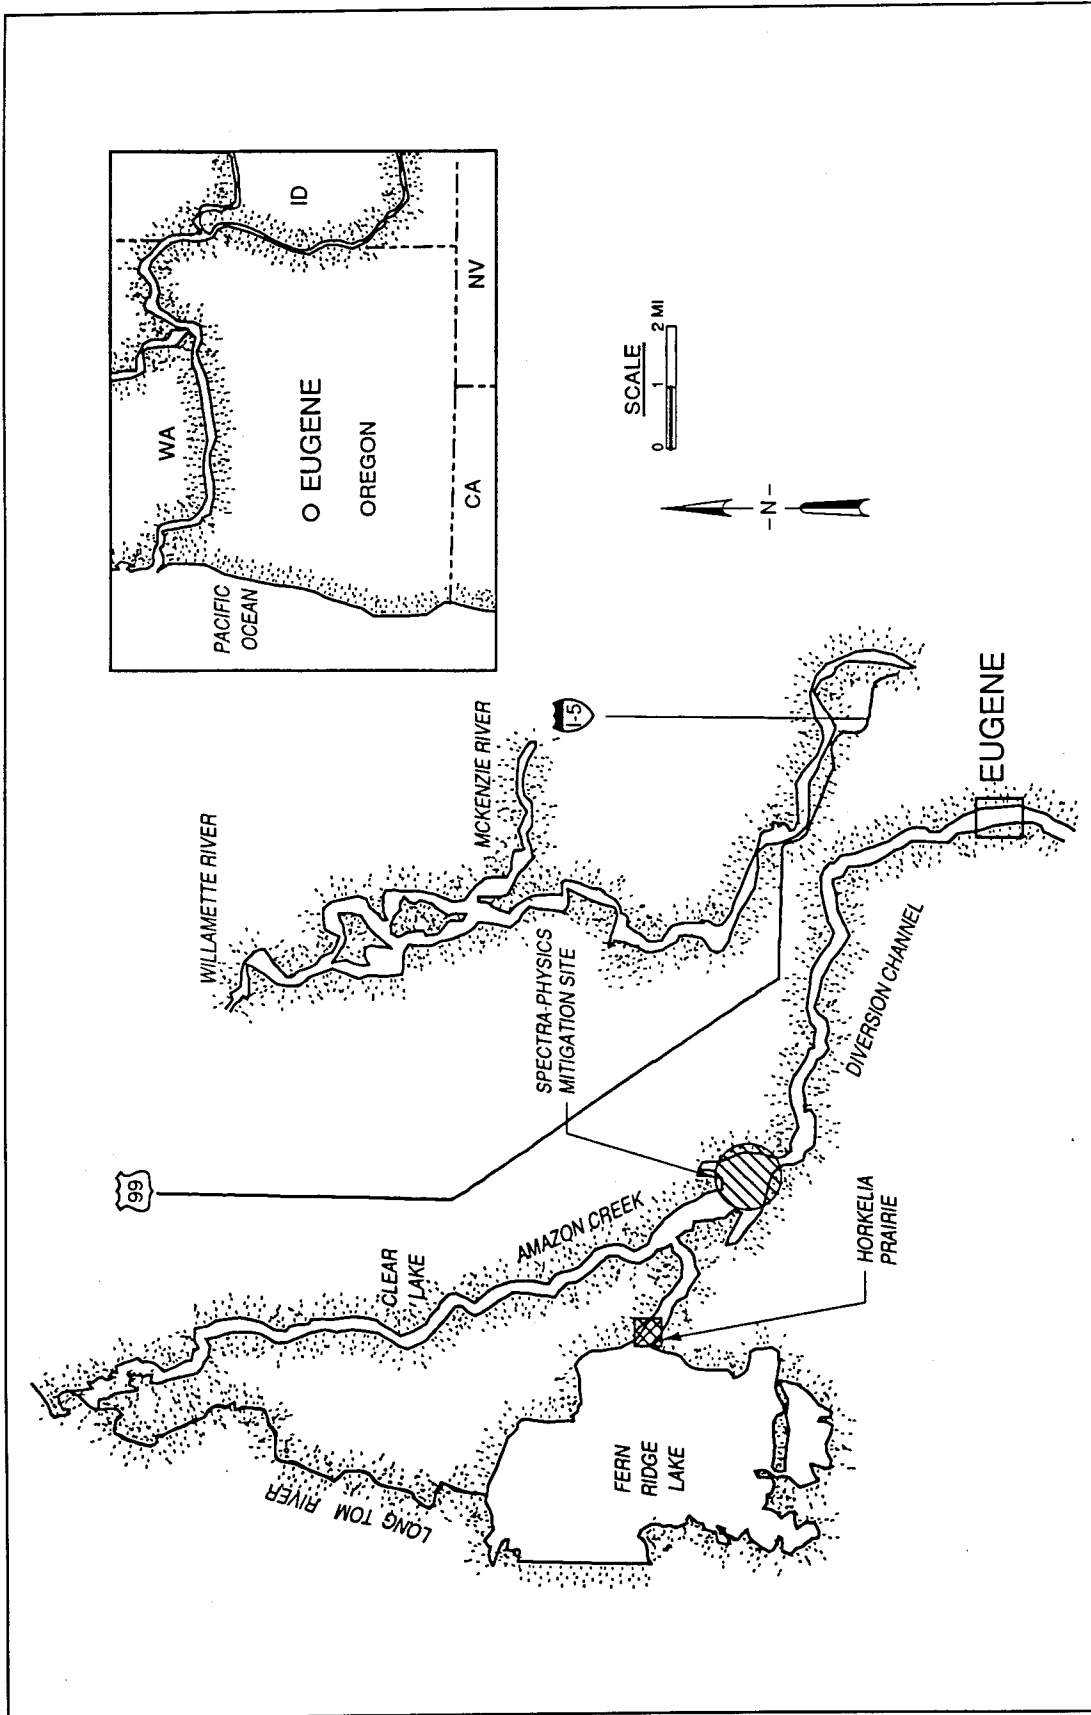 WA
ID
PACIFIC
OCEAN
O EUGENE
OREGON
CA
NV
WILLAMETTE RIVER
MCKENZIE RIVER
I-5
SCALE
0 1 2 MI
-N-
99
SPECTRA-PHYSICS
MITIGATION SITE
CLEAR
LAKE
AMAZON CREEK
LONG TOM RIVER
FERN
RIDGE
LAKE
HORKELIA
PRAIRIE
DIVERSION CHANNEL
EUGENE